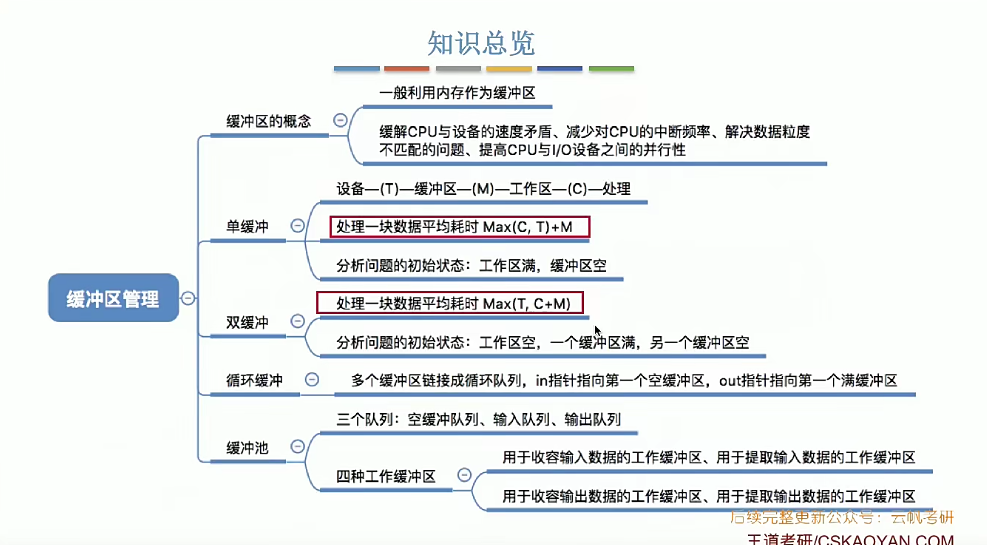 知识总览
一般利用内存作为缓冲区
缓冲区的概念
缓解CPU与设备的速度矛盾、减少对CPU的中断频率、解决数据粒度
不匹配的问题、提高CPU与I/O设备之间的并行性
设备—(T)—缓冲区—(M)—工作区—(C)—处理
单缓冲
处理一块数据平均耗时 Max(C, T)+M
分析问题的初始状态：工作区满，缓冲区空
缓冲区管理
处理一块数据平均耗时 Max(T, C+M)
双缓冲
分析问题的初始状态：工作区空，一个缓冲区满，另一个缓冲区空
循环缓冲
多个缓冲区链接成循环队列，in指针指向第一个空缓冲区，out指针指向第一个满缓冲区
三个队列：空缓冲队列、输入队列、输出队列
缓冲池
四种工作缓冲区
用于收容输入数据的工作缓冲区、用于提取输入数据的工作缓冲区
用于收容输出数据的工作缓冲区、用于提取输出数据的工作缓冲区
后续完整更新公众号：云帆考研
王道考研/CSKAOYAN.COM